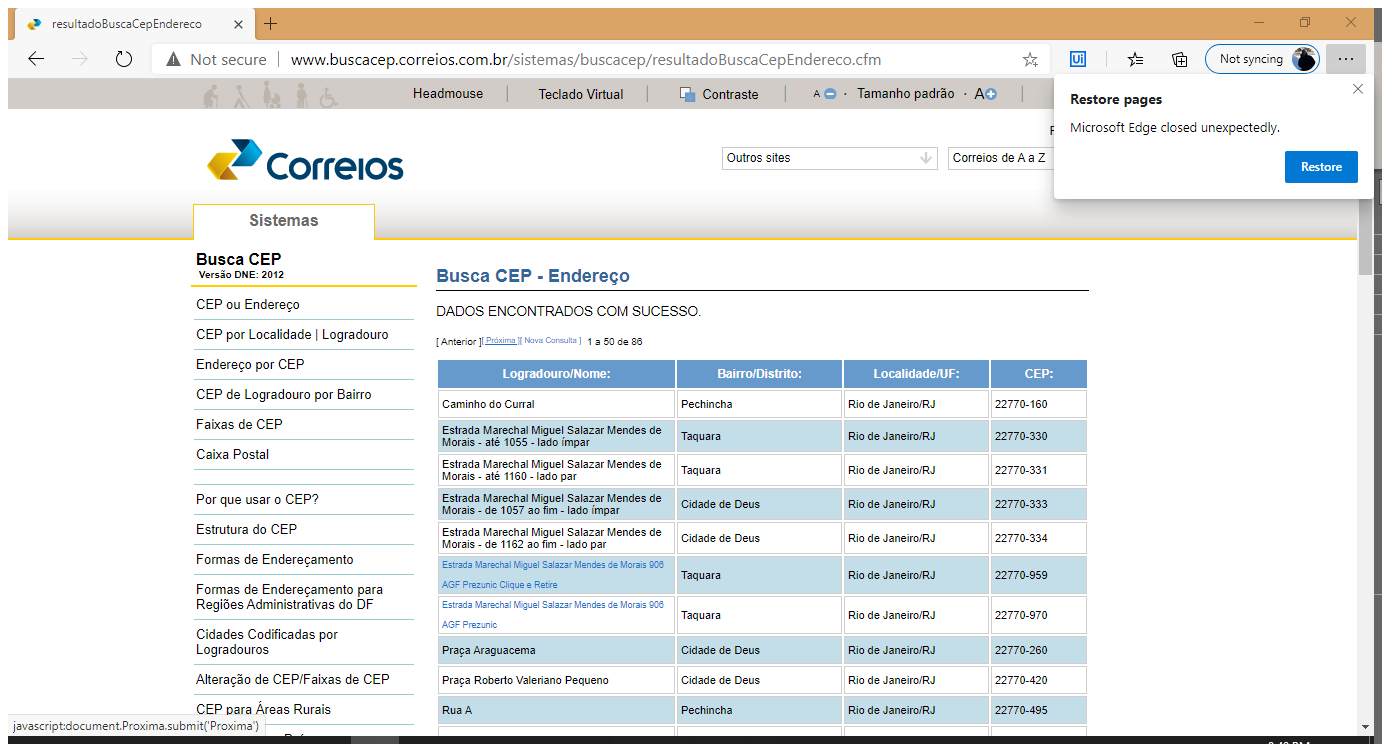 resultadoBuscaCepEndereco
Not secure | www.buscacep.correios.com.br/sistemas/buscacep/resultadoBuscaCepEndereco.cfm
Not syncing
Restore pages
Microsoft Edge closed unexpectedly.
Restore
Headmouse | Teclado Virtual | Contraste | A · Tamanho padrão · A |
Correios
Outros sites
Correios de A a Z
Sistemas
Busca CEP
Versão DNE: 2012
CEP ou Endereço
CEP por Localidade | Logradouro
Endereço por CEP
CEP de Logradouro por Bairro
Faixas de CEP
Caixa Postal
Por que usar o CEP?
Estrutura do CEP
Formas de Endereçamento
Formas de Endereçamento para
Regiões Administrativas do DF
Cidades Codificadas por
Logradouros
Alteração de CEP/Faixas de CEP
CEP para Áreas Rurais
Busca CEP - Endereço
DADOS ENCONTRADOS COM SUCESSO.
[ Anterior ][ Próxima ][ Nova Consulta ] 1 a 50 de 86
Logradouro/Nome: Bairro/Distrito: Localidade/UF: CEP:
Caminho do Curral Pechincha Rio de Janeiro/RJ 22770-160
Estrada Marechal Miguel Salazar Mendes de
Morais - até 1055 - lado ímpar Taquara Rio de Janeiro/RJ 22770-330
Estrada Marechal Miguel Salazar Mendes de
Morais - até 1160 - lado par Taquara Rio de Janeiro/RJ 22770-331
Estrada Marechal Miguel Salazar Mendes de
Morais - de 1057 ao fim - lado ímpar Cidade de Deus Rio de Janeiro/RJ 22770-333
Estrada Marechal Miguel Salazar Mendes de
Morais - de 1162 ao fim - lado par Cidade de Deus Rio de Janeiro/RJ 22770-334
Estrada Marechal Miguel Salazar Mendes de Morais 906
AGF Prezunic Clique e Retire Taquara Rio de Janeiro/RJ 22770-959
Estrada Marechal Miguel Salazar Mendes de Morais 906
AGF Prezunic Taquara Rio de Janeiro/RJ 22770-970
Praça Araguacema Cidade de Deus Rio de Janeiro/RJ 22770-260
Praça Roberto Valeriano Pequeno Cidade de Deus Rio de Janeiro/RJ 22770-420
Rua A Pechincha Rio de Janeiro/RJ 22770-495
javascript:document.Proxima.submit('Proxima')